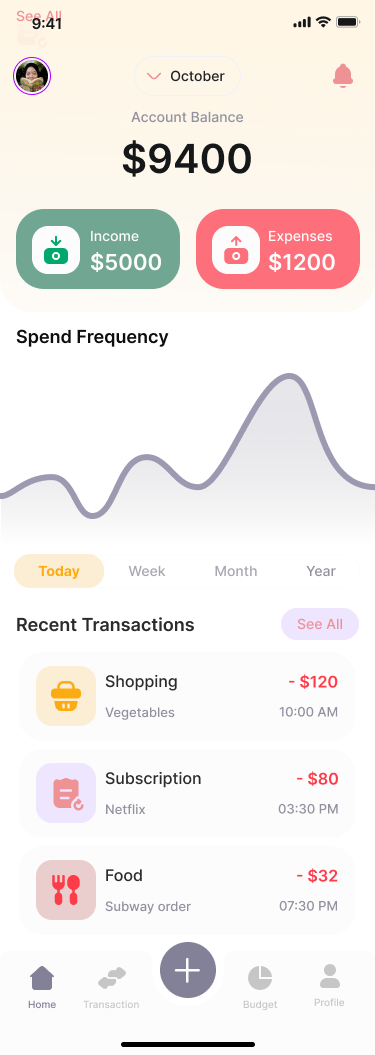 See All
9:41
October
Account Balance
$9400
Income
$5000
Expenses
$1200
Spend Frequency
Today Week Month Year
Recent Transactions See All
Shopping - $120
Vegetables 10:00 AM
Subscription - $80
Netflix 03:30 PM
Food - $32
Subway order 07:30 PM
Home Transaction Budget Profile